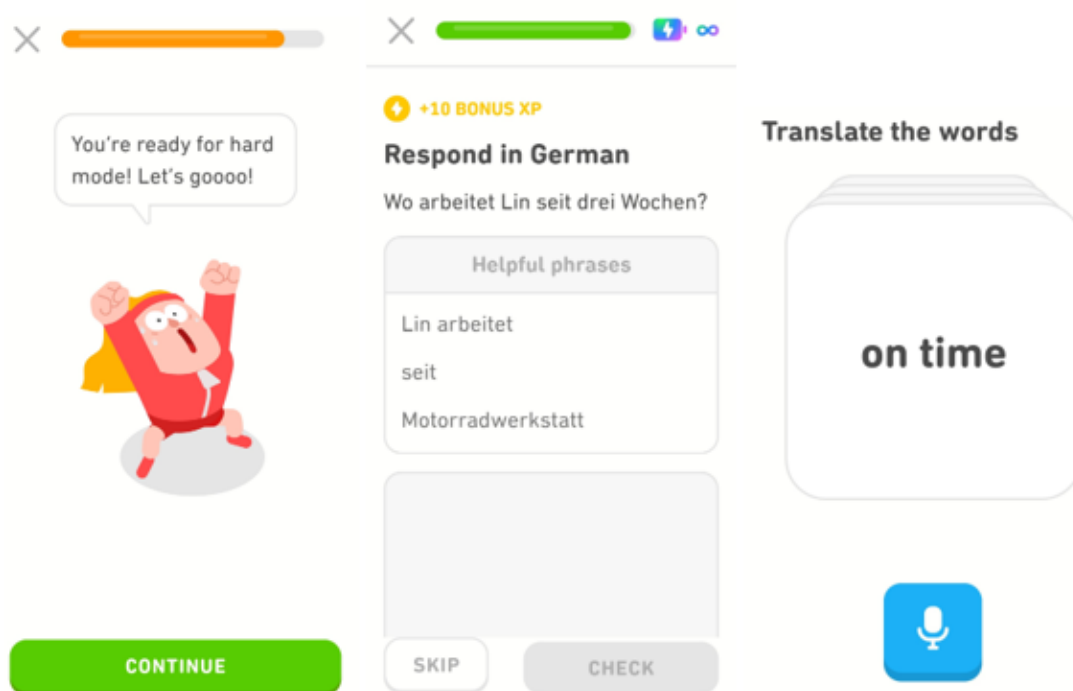 You're ready for hard
mode! Let's goooo!
CONTINUE
+10 BONUS XP
Respond in German
Wo arbeitet Lin seit drei Wochen?
Helpful phrases
Lin arbeitet
seit
Motorradwerkstatt
SKIP
CHECK
Translate the words
on time